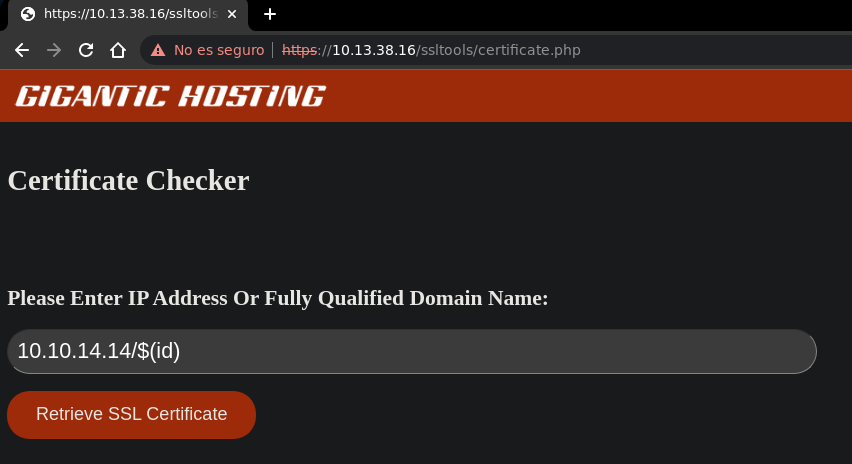 https://10.13.38.16/ssltools
No es seguro https://10.13.38.16/ssltools/certificate.php
GIGANTIC HOSTING
Certificate Checker
Please Enter IP Address Or Fully Qualified Domain Name:
10.10.14.14/$(id)
Retrieve SSL Certificate